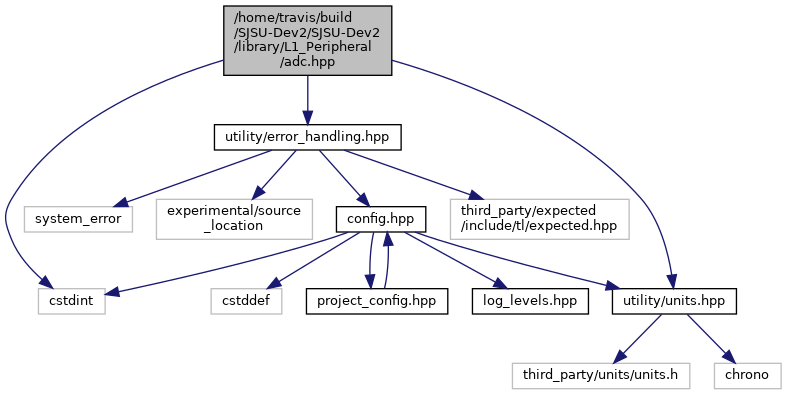 /home/travis/build
/SJSU-Dev2/SJSU-Dev2
/library/L1_Peripheral
/adc.hpp
utility/error_handling.hpp
system_error
experimental/source
_location
config.hpp
third_party/expected
/include/tl/expected.hpp
cstdint
cstddef
project_config.hpp
log_levels.hpp
utility/units.hpp
third_party/units/units.h
chrono